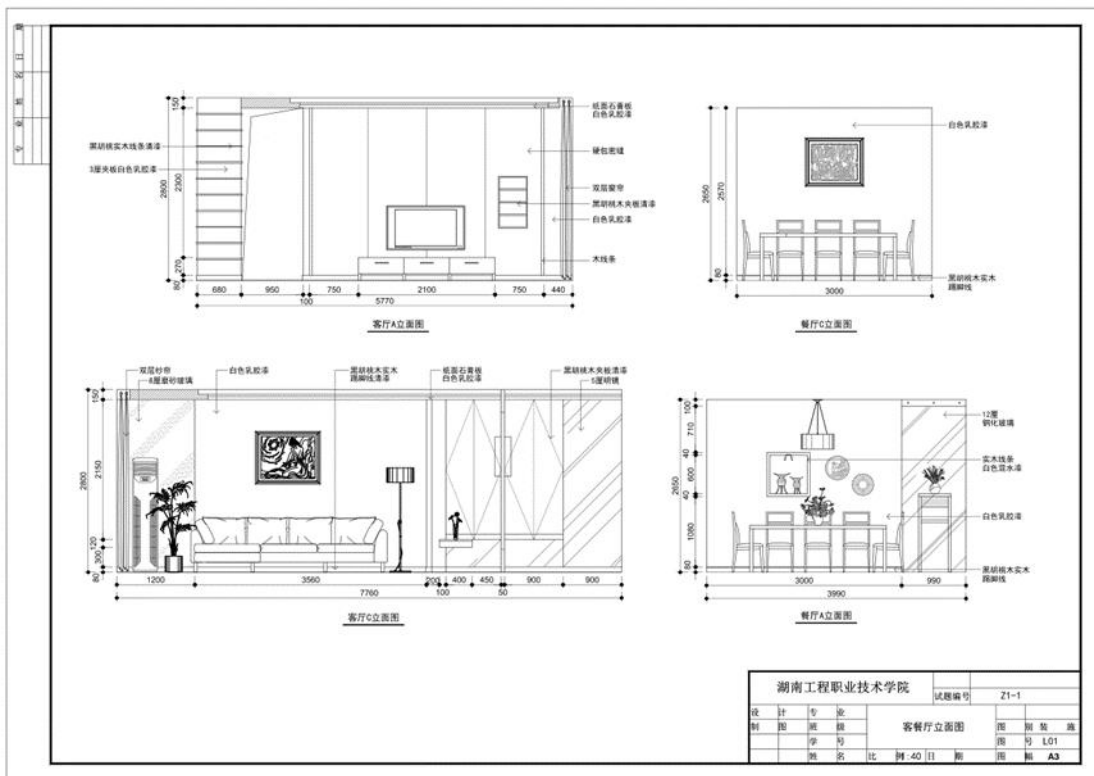 期
日
名
姓
业
专
纸面石膏板
白色乳胶漆
硬包密缝
双层窗帘
黑胡桃木夹板清漆
白色乳胶漆
木线条
黑胡桃实木线条清漆
3厘夹板白色乳胶漆
150
2300
2800
270
80
680
950
100
750
2100
750
440
5770
客厅A立面图
白色乳胶漆
2650
2570
80
黑胡桃木实木
踢脚线
3000
餐厅C立面图
双层砂帘
8厘磨砂玻璃
白色乳胶漆
黑胡桃木实木
踢脚线清漆
纸面石膏板
白色乳胶漆
黑胡桃木夹板清漆
5厘明镜
150
2150
2800
120
300
80
1200
3560
200
100
400
450
50
900
900
7760
客厅C立面图
100
710
40
600
40
1080
80
2650
12厘
钢化玻璃
实木线条
白色混水漆
白色乳胶漆
黑胡桃木实木
踢脚线
3000
990
3990
餐厅A立面图
湖南工程职业技术学院
试题编号 Z1-1
设计 专业
制图 班级 客餐厅立面图 图别 装施
学号 图号 L01
姓名 比例:40 日期 图幅 A3